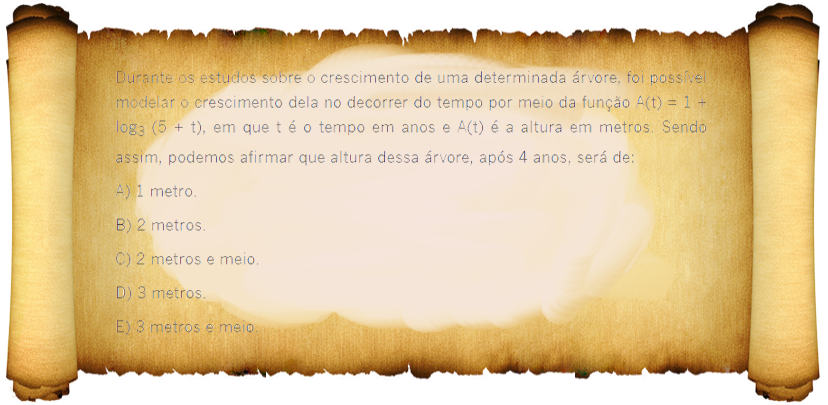 Durante os estudos sobre o crescimento de uma determinada árvore, foi possível
modelar o crescimento dela no decorrer do tempo por meio da função A(t) = 1 +
log₃ (5 + t), em que t é o tempo em anos e A(t) é a altura em metros. Sendo
assim, podemos afirmar que altura dessa árvore, após 4 anos, será de:
A) 1 metro.
B) 2 metros.
C) 2 metros e meio.
D) 3 metros.
E) 3 metros e meio.